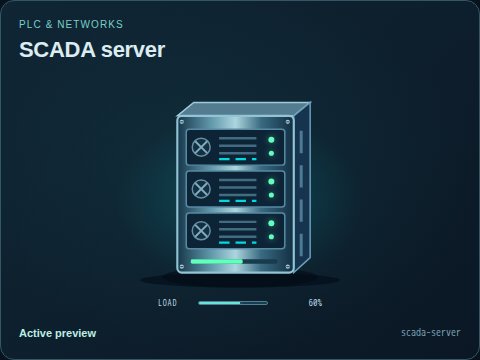 PLC & NETWORKS
SCADA server
LOAD 60%
Active preview
scada-server